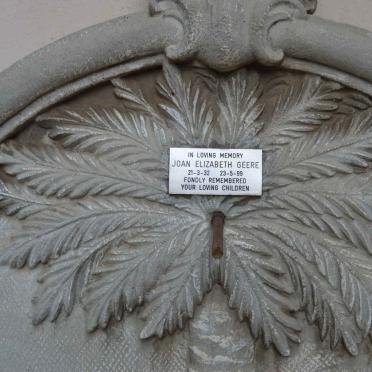 IN LOVING MEMORY
JOAN ELIZABETH GEERE
21-3-32 23-5-99
FONDLY REMEMBERED
YOUR LOVING CHILDREN